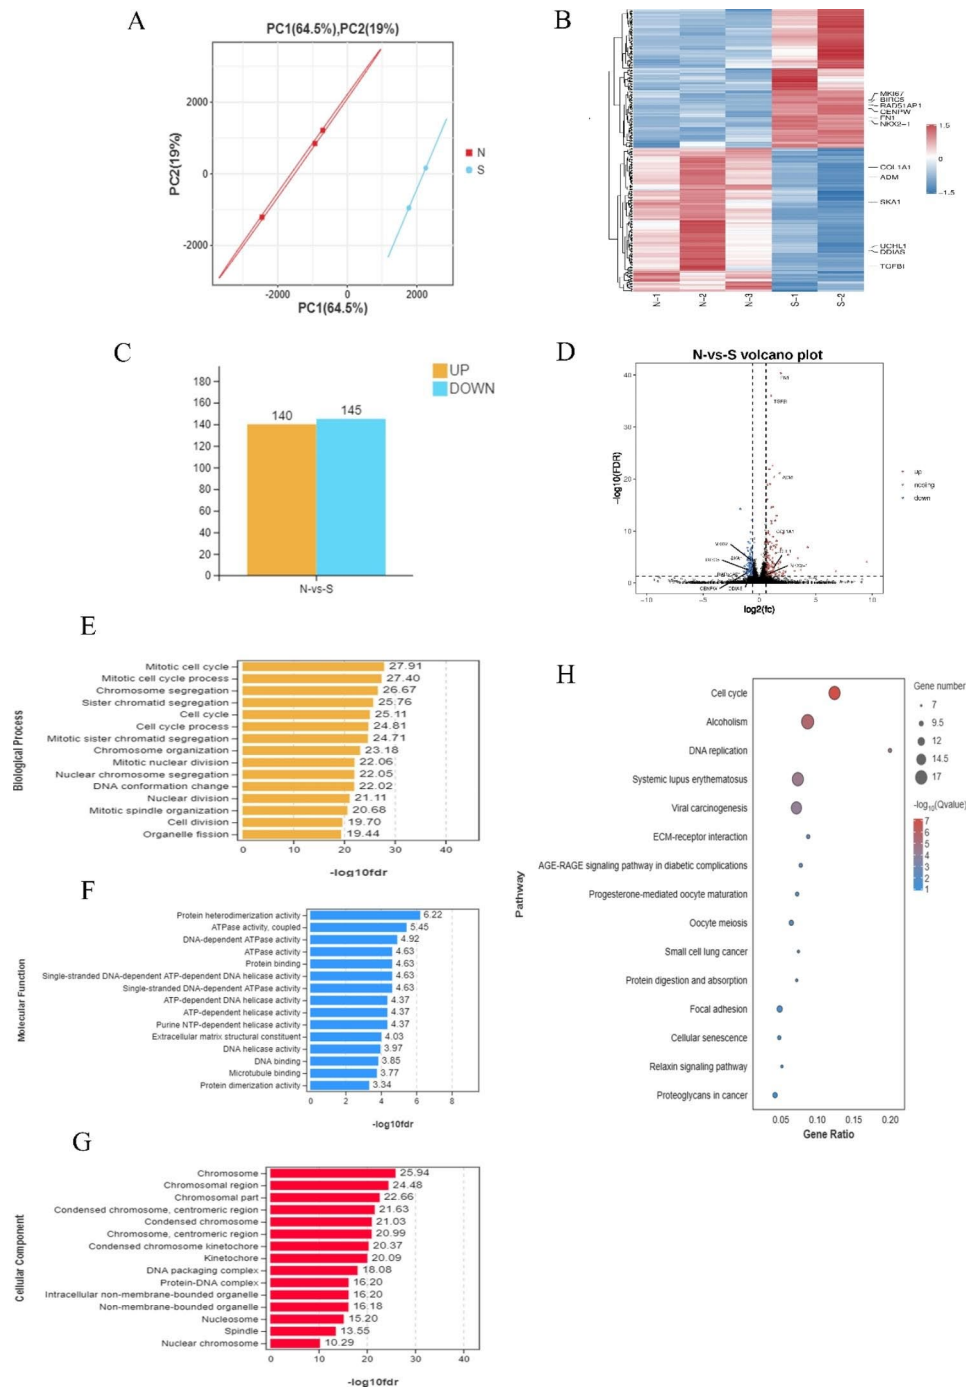 A
PC1(64.5%),PC2(19%)
PC2(19%)
2000
0
-2000
-2000
0
2000
PC1(64.5%)
N
S
B
MKI67
BIRC5
RAD51AP1
CENPW
FN1
NKX2-1
COL1A1
ADM
SKA1
UCHL1
DDIAS
TGFBI
1.5
0
-1.5
N-1
N-2
N-3
S-1
S-2
C
UP
DOWN
180
160
140
120
100
80
60
40
20
0
140
145
N-vs-S
D
N-vs-S volcano plot
-log10(FDR)
40
30
20
10
0
-10
-5
0
5
10
log2(fc)
up
nodiag
down
E
Biological Process
Mitotic cell cycle 27.91
Mitotic cell cycle process 27.40
Chromosome segregation 26.67
Sister chromatid segregation 25.76
Cell cycle 25.11
Cell cycle process 24.81
Mitotic sister chromatid segregation 24.71
Chromosome organization 23.18
Mitotic nuclear division 22.06
Nuclear chromosome segregation 22.05
DNA conformation change 22.02
Nuclear division 21.11
Mitotic spindle organization 20.68
Cell division 19.70
Organelle fission 19.44
0 10 20 30 40
-log10fdr
F
Molecular Function
Protein heterodimerization activity 6.22
ATPase activity, coupled 5.45
DNA-dependent ATPase activity 4.92
ATPase activity 4.63
Protein binding 4.63
Single-stranded DNA-dependent ATP-dependent DNA helicase activity 4.63
Single-stranded DNA-dependent ATPase activity 4.63
ATP-dependent DNA helicase activity 4.37
ATP-dependent helicase activity 4.37
Purine NTP-dependent helicase activity 4.37
Extracellular matrix structural constituent 4.03
DNA helicase activity 3.97
DNA binding 3.85
Microtubule binding 3.77
Protein dimerization activity 3.34
0 2 4 6 8
-log10fdr
G
Cellular Component
Chromosome 25.94
Chromosomal region 24.48
Chromosomal part 22.66
Condensed chromosome, centromeric region 21.63
Condensed chromosome 21.03
Chromosome, centromeric region 20.99
Condensed chromosome kinetochore 20.37
Kinetochore 20.09
DNA packaging complex 18.08
Protein-DNA complex 16.20
Intracellular non-membrane-bounded organelle 16.20
Non-membrane-bounded organelle 16.18
Nucleosome 15.20
Spindle 13.55
Nuclear chromosome 10.29
0 10 20 30 40
-log10fdr
H
Pathway
Cell cycle
Alcoholism
DNA replication
Systemic lupus erythematosus
Viral carcinogenesis
ECM-receptor interaction
AGE-RAGE signaling pathway in diabetic complications
Progesterone-mediated oocyte maturation
Oocyte meiosis
Small cell lung cancer
Protein digestion and absorption
Focal adhesion
Cellular senescence
Relaxin signaling pathway
Proteoglycans in cancer
0.05 0.10 0.15 0.20
Gene Ratio
Gene number
7
9.5
12
14.5
17
-log10(Qvalue)
7
6
5
4
3
2
1